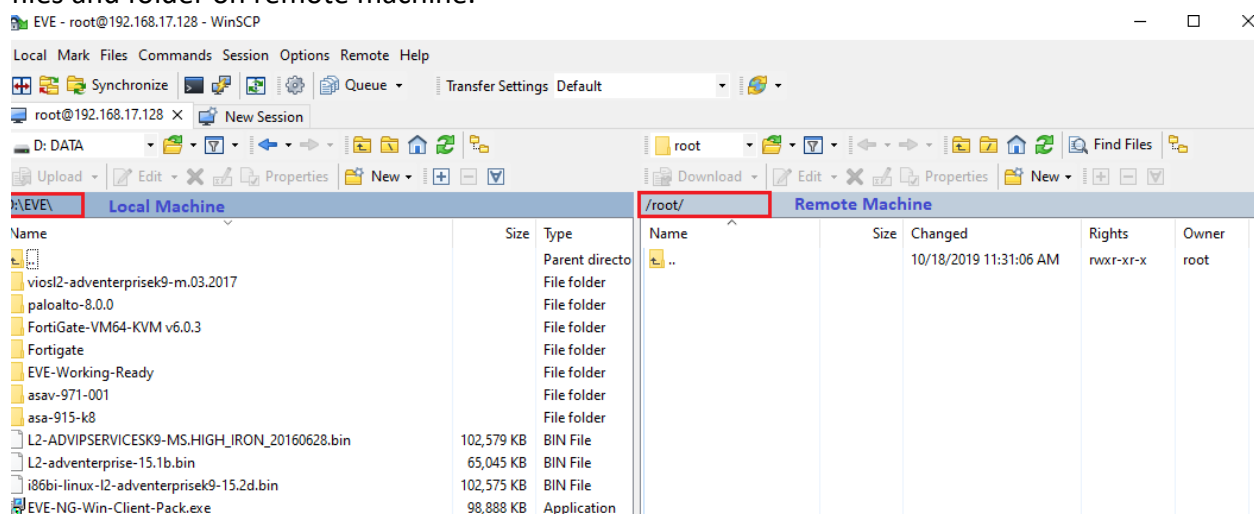 EVE - root@192.168.17.128 - WinSCP
Local Mark Files Commands Session Options Remote Help
Synchronize Queue Transfer Settings Default
root@192.168.17.128 New Session
D: DATA root Find Files
Upload Edit Properties New Download Edit Properties New
:\EVE\ Local Machine /root/ Remote Machine
Name Size Type Name Size Changed Rights Owner
.. Parent directo .. 10/18/2019 11:31:06 AM rwxr-xr-x root
viosl2-adventerprisek9-m.03.2017 File folder
paloalto-8.0.0 File folder
FortiGate-VM64-KVM v6.0.3 File folder
Fortigate File folder
EVE-Working-Ready File folder
asav-971-001 File folder
asa-915-k8 File folder
L2-ADVIPSERVICESK9-MS.HIGH_IRON_20160628.bin 102,579 KB BIN File
L2-adventerprise-15.1b.bin 65,045 KB BIN File
i86bi-linux-l2-adventerprisek9-15.2d.bin 102,575 KB BIN File
EVE-NG-Win-Client-Pack.exe 98,888 KB Application